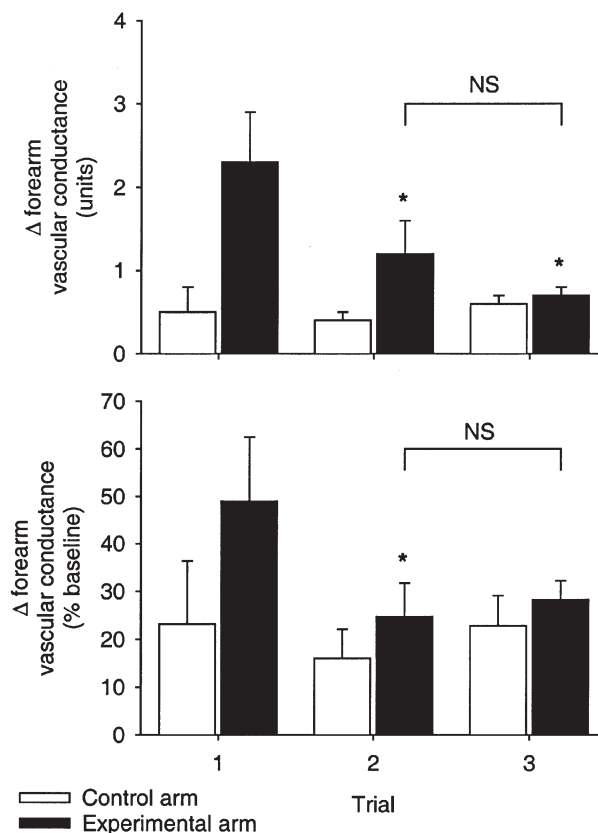 Δ forearm
vascular conductance
(units)
4
3
2
1
0
NS
*
*
Δ forearm
vascular conductance
(% baseline)
70
60
50
40
30
20
10
0
NS
*
1 2 3
Trial
Control arm
Experimental arm